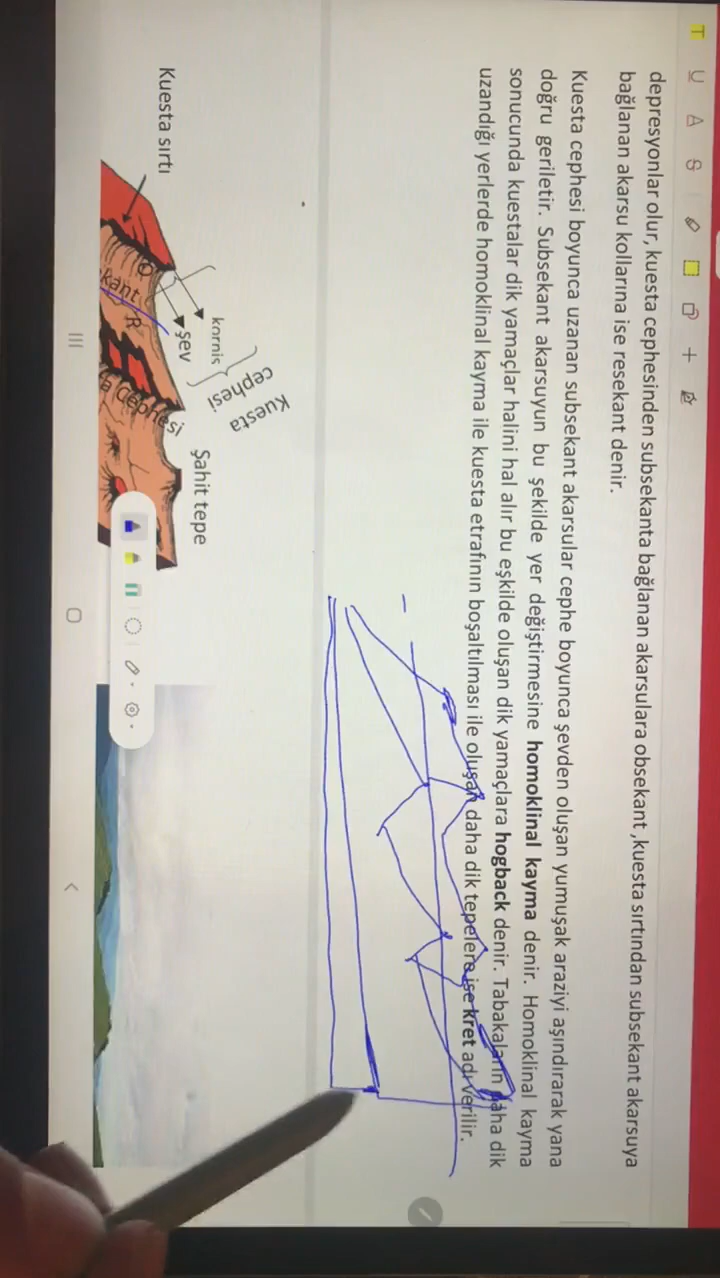 depresyonlar olur, kuesta cephesinden subsekanta bağlanan akarsulara obsekant ,kuesta sırtından subsekant akarsuya
bağlanan akarsu kollarına ise resekant denir.
Kuesta cephesi boyunca uzanan subsekant akarsular cephe boyunca şevden oluşan yumuşak araziyi aşındırarak yana
doğru geriletir. Subsekant akarsuyun bu şekilde yer değiştirmesine homoklinal kayma denir. Homoklinal kayma
sonucunda kuestalar dik yamaçlar halini hal alır bu eşkilde oluşan dik yamaçlara hogback denir. Tabakaların daha dik
uzandığı yerlerde homoklinal kayma ile kuesta etrafının boşaltılması ile oluşan daha dik tepelere ise kret adı verilir.
Kuesta sırtı
kornis
şev
Kuesta
cephesi
Şahit tepe
kant
R
a Cephesi